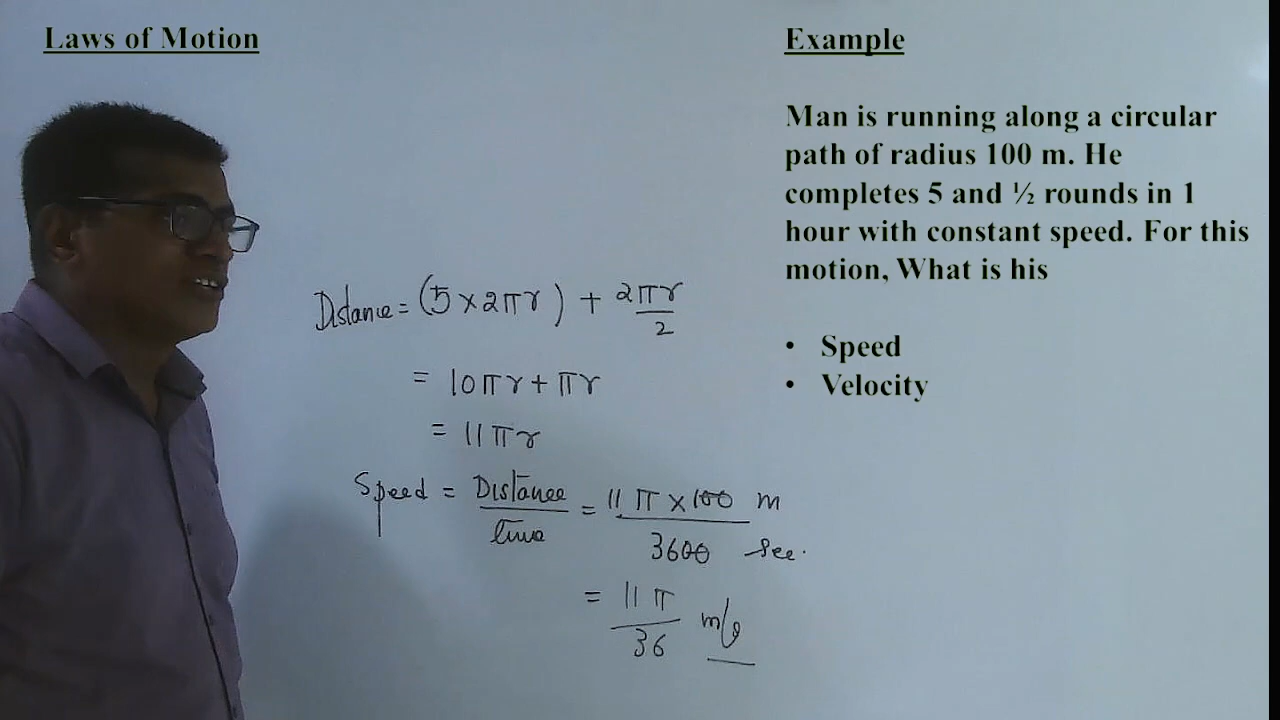 Laws of Motion
Example
Man is running along a circular
path of radius 100 m. He
completes 5 and ½ rounds in 1
hour with constant speed. For this
motion, What is his
• Speed
• Velocity
Distance = (5 × 2πr) + 2πr/2
= 10πr + πr
= 11πr
Speed = Distance/time = 11 π × 100 m / 3600 sec.
= 11 π/36 m/s